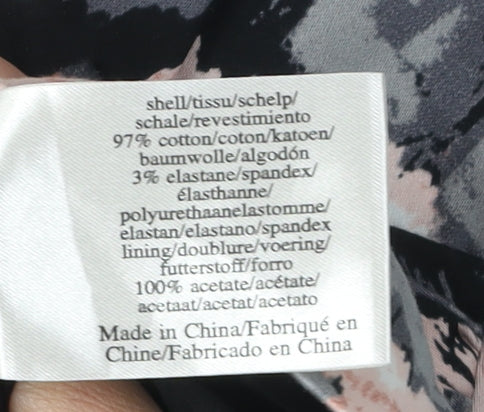 shell/tissu/schelp/
schale/revestimiento
97% cotton/coton/katoen/
baumwolle/algodón
3% elastane/spandex/
élasthanne/
polyurethaanelastomme/
elastan/elastano/spandex
lining/doublure/voering/
futterstoff/forro
100% acetate/acétate/
acetaat/acetat/acetato
Made in China/Fabriqué en
Chine/Fabricado en China